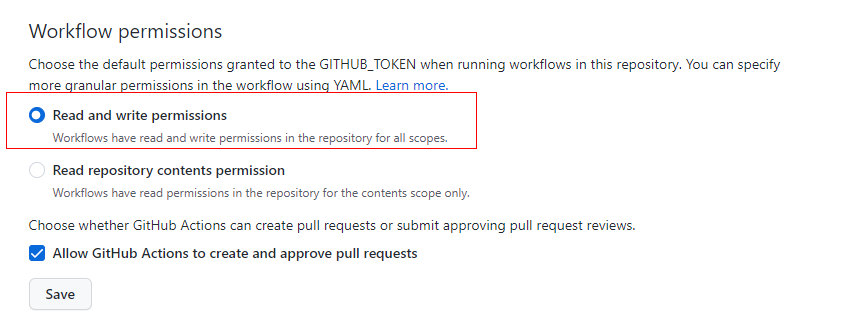 Workflow permissions
Choose the default permissions granted to the GITHUB_TOKEN when running workflows in this repository. You can specify
more granular permissions in the workflow using YAML. Learn more.
Read and write permissions
Workflows have read and write permissions in the repository for all scopes.
Read repository contents permission
Workflows have read permissions in the repository for the contents scope only.
Choose whether GitHub Actions can create pull requests or submit approving pull request reviews.
Allow GitHub Actions to create and approve pull requests
Save